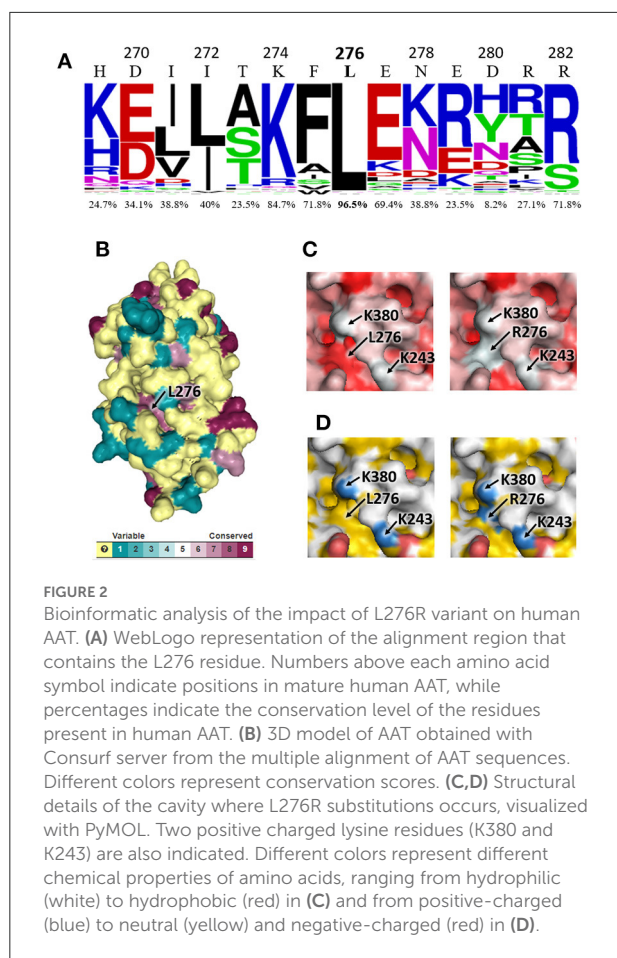 A
270 272 274 276 278 280 282
H D I I T K F L E N E D R R
24.7% 34.1% 38.8% 40% 23.5% 84.7% 71.8% 96.5% 69.4% 38.8% 23.5% 8.2% 27.1% 71.8%
B
L276
Variable Conserved
? 1 2 3 4 5 6 7 8 9
C
K380 K380
L276 R276
K243 K243
D
K380 K380
L276 R276
K243 K243
FIGURE 2
Bioinformatic analysis of the impact of L276R variant on human
AAT. (A) WebLogo representation of the alignment region that
contains the L276 residue. Numbers above each amino acid
symbol indicate positions in mature human AAT, while
percentages indicate the conservation level of the residues
present in human AAT. (B) 3D model of AAT obtained with
Consurf server from the multiple alignment of AAT sequences.
Different colors represent conservation scores. (C,D) Structural
details of the cavity where L276R substitutions occurs, visualized
with PyMOL. Two positive charged lysine residues (K380 and
K243) are also indicated. Different colors represent different
chemical properties of amino acids, ranging from hydrophilic
(white) to hydrophobic (red) in (C) and from positive-charged
(blue) to neutral (yellow) and negative-charged (red) in (D).